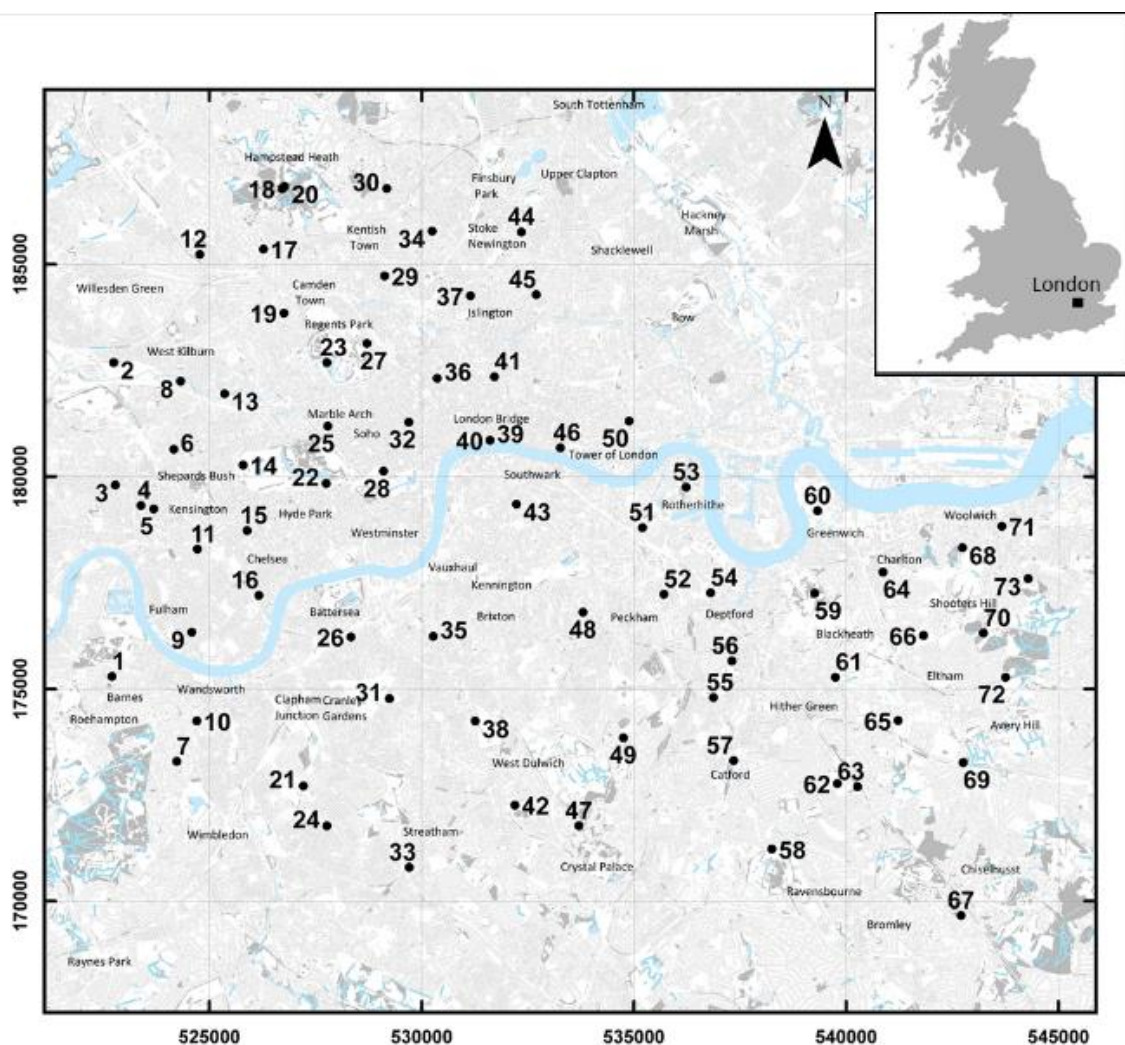 London
N
South Tottenham
Hampstead Heath
18
20
30
Finsbury
Park
Upper Clapton
Hackney
Marsh
12
17
Kentish
Town
34
Stoke
Newington
44
Shacklewell
185000
Willesden Green
29
45
Camden
Town
37
Islington
19
Regents Park
Bow
West Kilburn
23
27
2
8
13
36
41
Marble Arch
25
Soho
32
London Bridge
40
39
46
50
Tower of London
6
14
Shepards Bush
22
28
Southwark
53
180000
3
4
5
Kensington
15
Hyde Park
43
51
Rotherhithe
60
Greenwich
Woolwich
71
11
Chelsea
Westminster
68
16
Vauxhaul
Kennington
52
54
Charlton
64
73
Fulham
9
Battersea
26
35
Brixton
48
Peckham
Deptford
59
Shooters Hill
70
Blackheath
66
1
56
61
Barnes
Wandsworth
31
55
Eltham
72
175000
Roehampton
10
Clapham
Junction
Cranley
Gardens
38
Hither Green
65
Avery Hill
7
West Dulwich
49
57
Catford
62
63
69
21
42
47
24
Wimbledon
Streatham
33
58
Crystal Palace
Chiselhusst
Ravensbourne
67
Bromley
170000
Raynes Park
525000
530000
535000
540000
545000